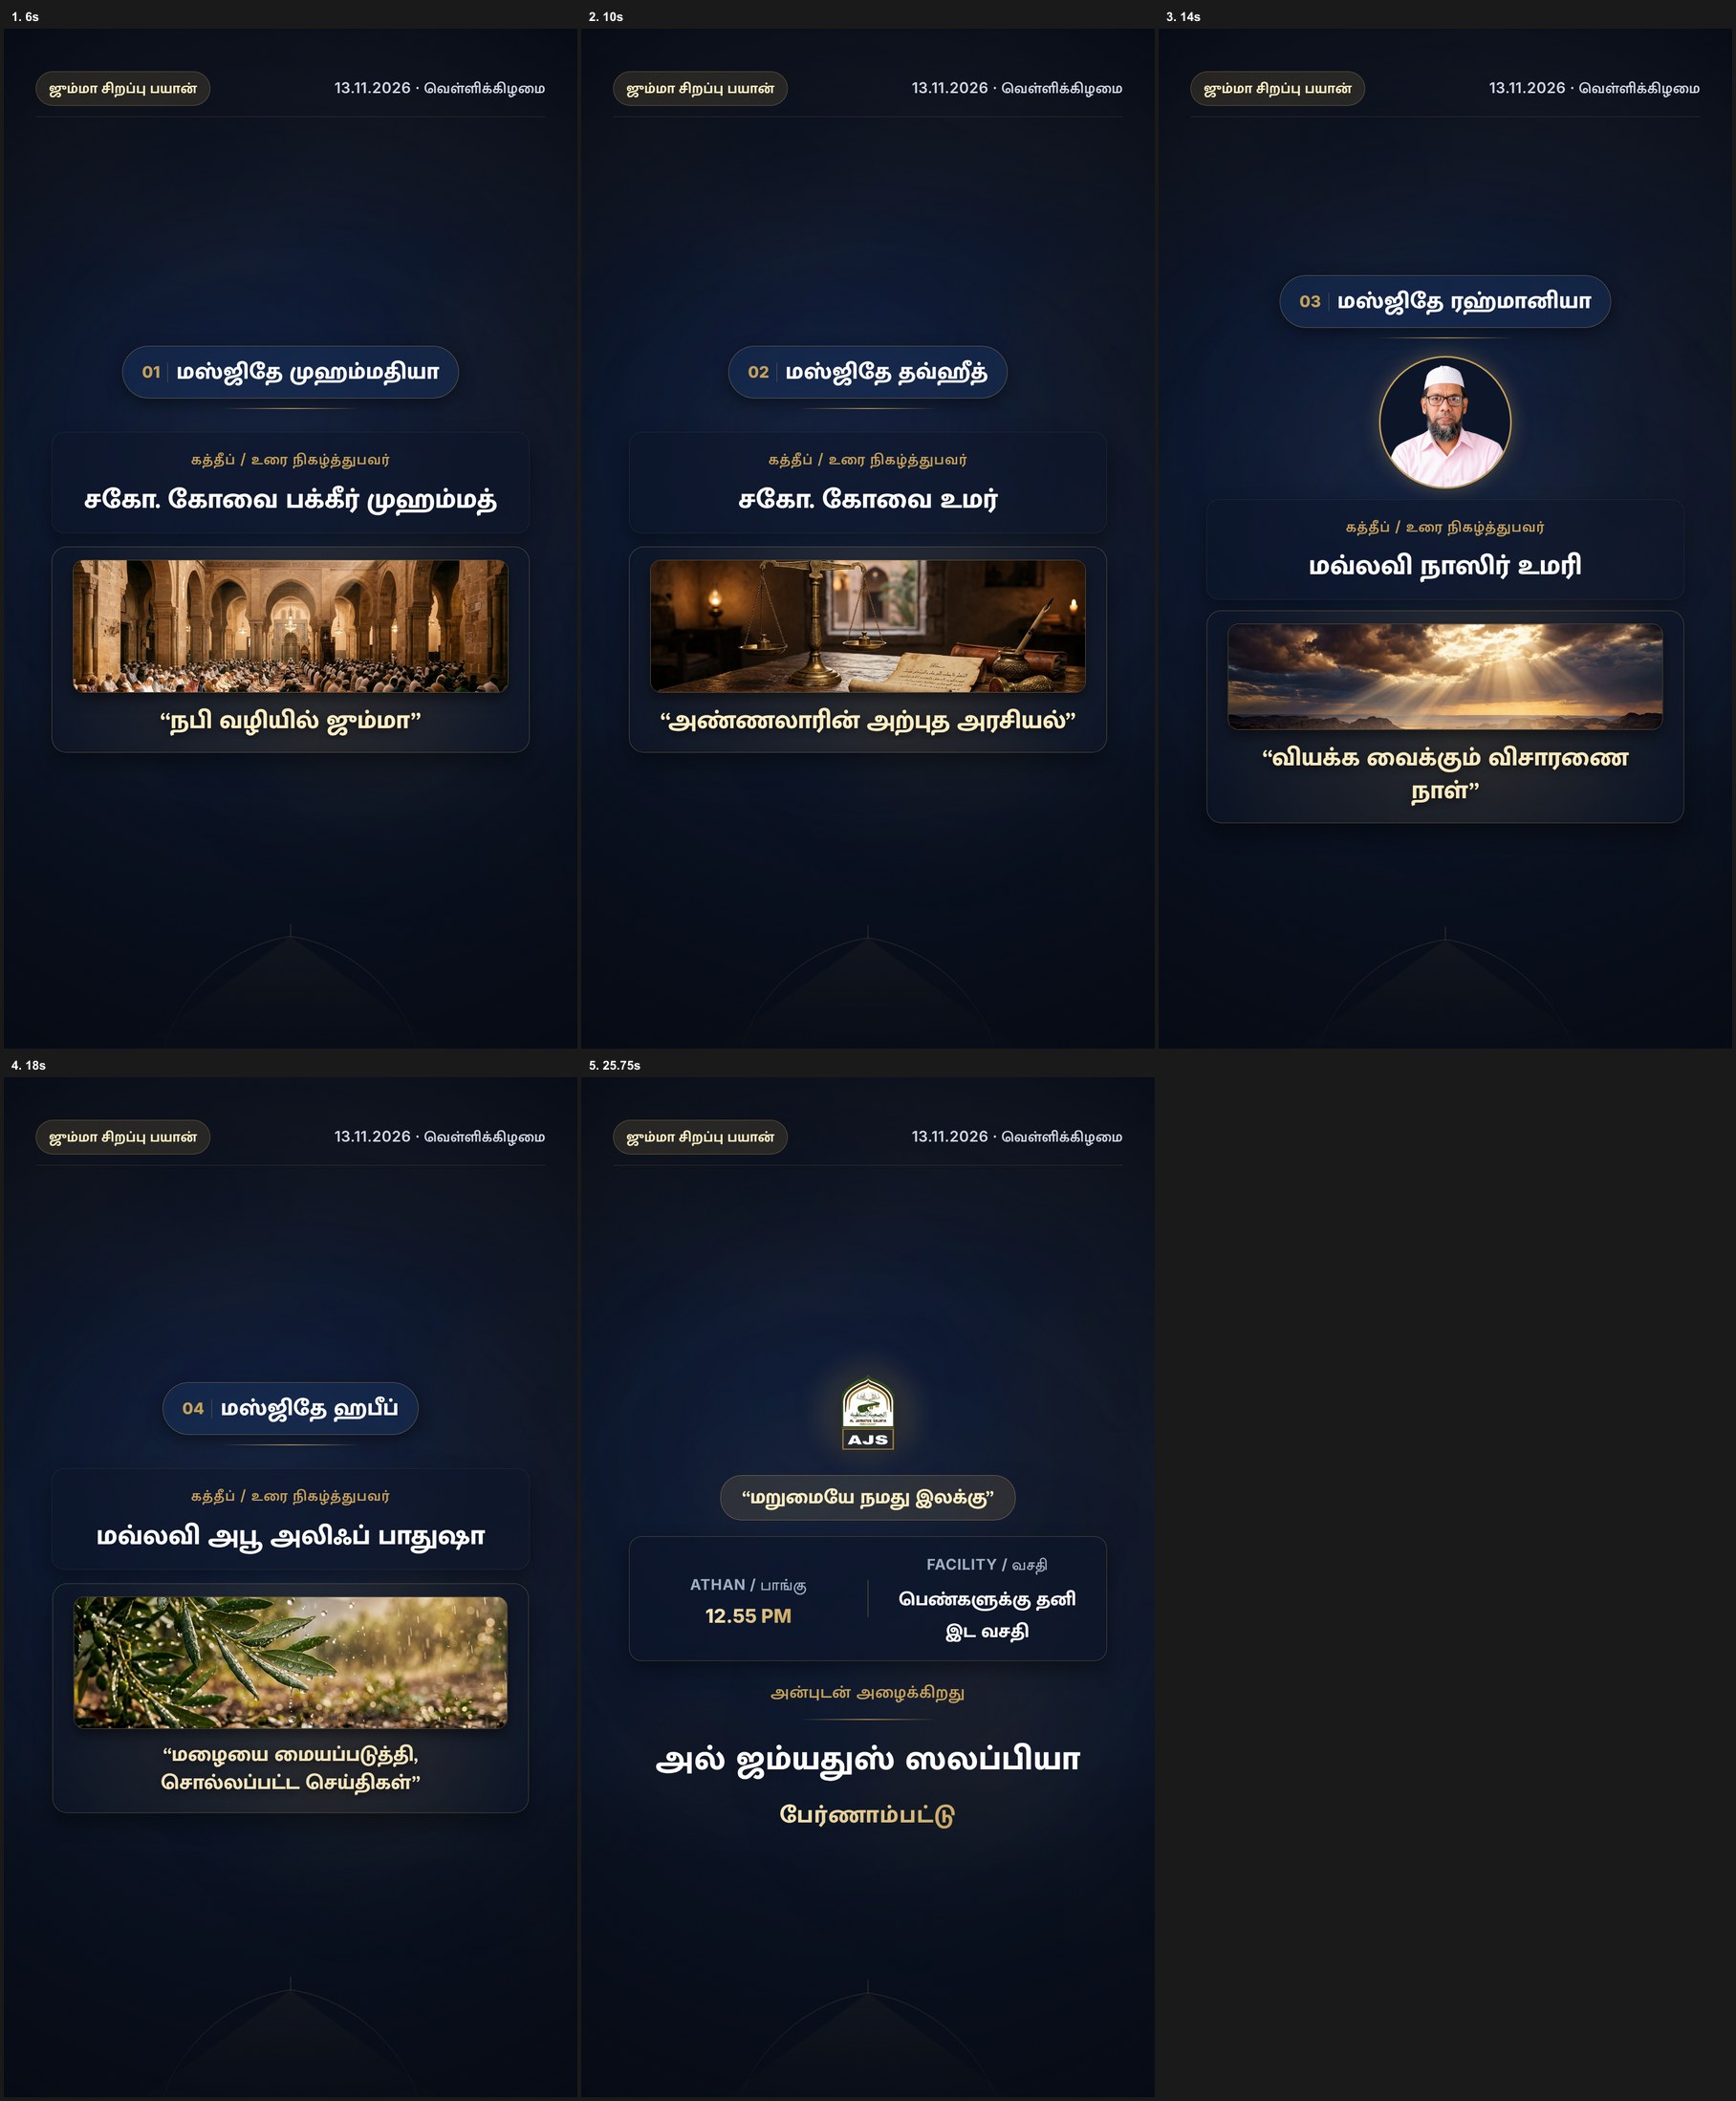 1. 6s
ஜும்மா சிறப்பு பயான்
13.11.2026 · வெள்ளிக்கிழமை
01 மஸ்ஜிதே முஹம்மதியா
கத்தீப் / உரை நிகழ்த்துபவர்
சகோ. கோவை பக்கீர் முஹம்மத்
“நபி வழியில் ஜும்மா”
2. 10s
ஜும்மா சிறப்பு பயான்
13.11.2026 · வெள்ளிக்கிழமை
02 மஸ்ஜிதே தவ்ஹீத்
கத்தீப் / உரை நிகழ்த்துபவர்
சகோ. கோவை உமர்
“அண்ணலாரின் அற்புத அரசியல்”
3. 14s
ஜும்மா சிறப்பு பயான்
13.11.2026 · வெள்ளிக்கிழமை
03 மஸ்ஜிதே ரஹ்மானியா
கத்தீப் / உரை நிகழ்த்துபவர்
மவ்லவி நாஸிர் உமரி
“வியக்க வைக்கும் விசாரணை
நாள்”
4. 18s
ஜும்மா சிறப்பு பயான்
13.11.2026 · வெள்ளிக்கிழமை
04 மஸ்ஜிதே ஹபீப்
கத்தீப் / உரை நிகழ்த்துபவர்
மவ்லவி அபூ அலிஃப் பாதுஷா
“மழையை மையப்படுத்தி,
சொல்லப்பட்ட செய்திகள்”
5. 25.75s
ஜும்மா சிறப்பு பயான்
13.11.2026 · வெள்ளிக்கிழமை
AJS
“மறுமையே நமது இலக்கு”
ATHAN / பாங்கு
12.55 PM
FACILITY / வசதி
பெண்களுக்கு தனி
இட வசதி
அன்புடன் அழைக்கிறது
அல் ஜம்யதுஸ் ஸலப்பியா
பேர்ணாம்பட்டு